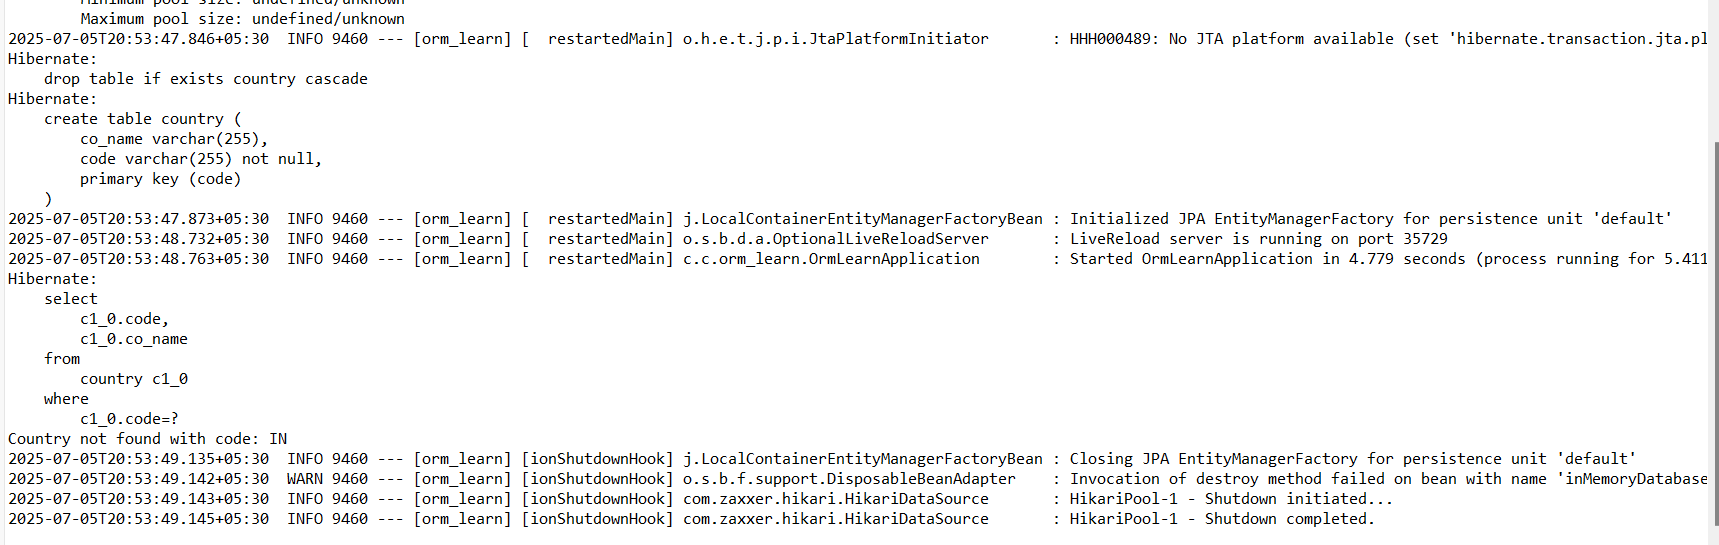 Minimum pool size: undefined/unknown
Maximum pool size: undefined/unknown
2025-07-05T20:53:47.846+05:30  INFO 9460 --- [orm_learn] [  restartedMain] o.h.e.t.j.p.i.JtaPlatformInitiator       : HHH000489: No JTA platform available (set 'hibernate.transaction.jta.pl
Hibernate:
    drop table if exists country cascade
Hibernate:
    create table country (
        co_name varchar(255),
        code varchar(255) not null,
        primary key (code)
    )
2025-07-05T20:53:47.873+05:30  INFO 9460 --- [orm_learn] [  restartedMain] j.LocalContainerEntityManagerFactoryBean : Initialized JPA EntityManagerFactory for persistence unit 'default'
2025-07-05T20:53:48.732+05:30  INFO 9460 --- [orm_learn] [  restartedMain] o.s.b.d.a.OptionalLiveReloadServer       : LiveReload server is running on port 35729
2025-07-05T20:53:48.763+05:30  INFO 9460 --- [orm_learn] [  restartedMain] c.c.orm_learn.OrmLearnApplication        : Started OrmLearnApplication in 4.779 seconds (process running for 5.411
Hibernate:
    select
        c1_0.code,
        c1_0.co_name
    from
        country c1_0
    where
        c1_0.code=?
Country not found with code: IN
2025-07-05T20:53:49.135+05:30  INFO 9460 --- [orm_learn] [ionShutdownHook] j.LocalContainerEntityManagerFactoryBean : Closing JPA EntityManagerFactory for persistence unit 'default'
2025-07-05T20:53:49.142+05:30  WARN 9460 --- [orm_learn] [ionShutdownHook] o.s.b.f.support.DisposableBeanAdapter    : Invocation of destroy method failed on bean with name 'inMemoryDatabase
2025-07-05T20:53:49.143+05:30  INFO 9460 --- [orm_learn] [ionShutdownHook] com.zaxxer.hikari.HikariDataSource       : HikariPool-1 - Shutdown initiated...
2025-07-05T20:53:49.145+05:30  INFO 9460 --- [orm_learn] [ionShutdownHook] com.zaxxer.hikari.HikariDataSource       : HikariPool-1 - Shutdown completed.